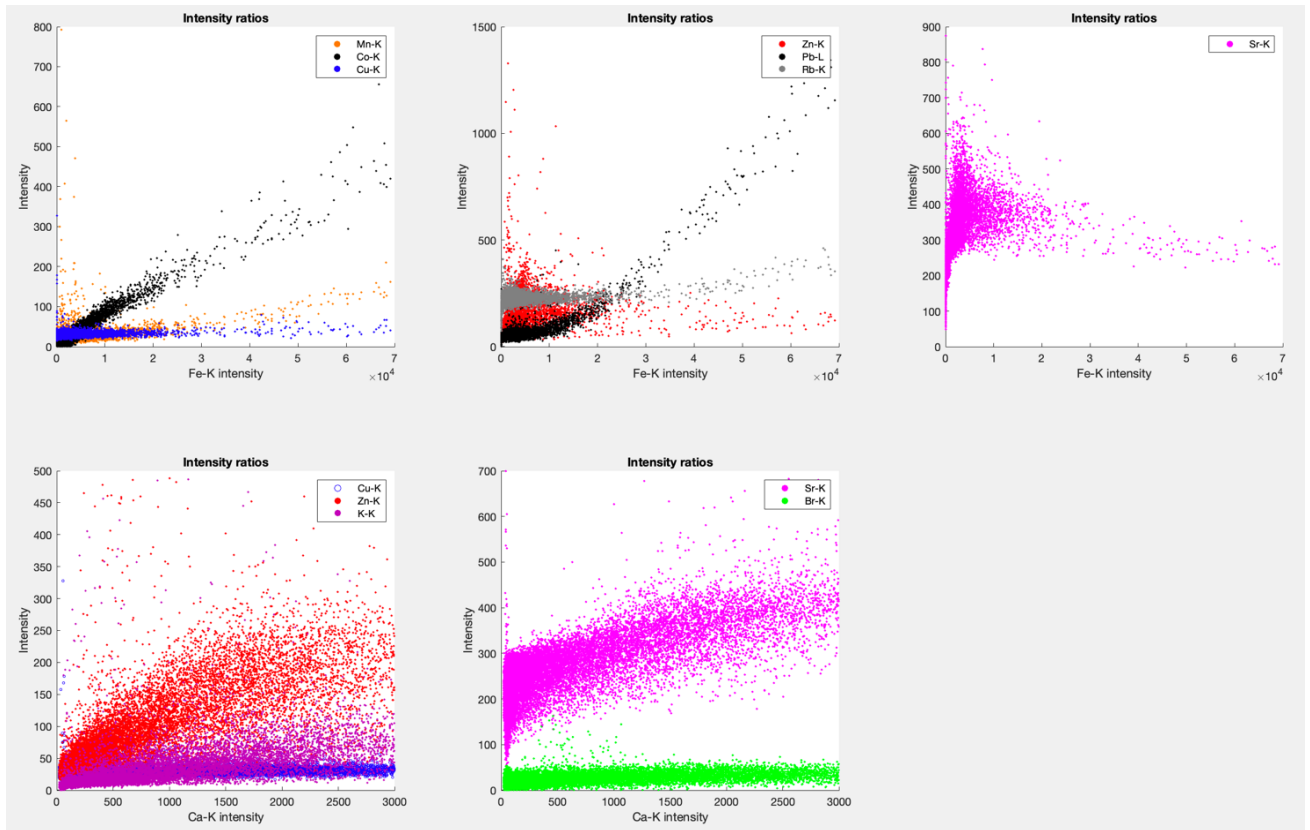 Intensity ratios
800
700
600
500
400
300
200
100
0
Intensity
Mn-K
Co-K
Cu-K
0 1 2 3 4 5 6 7
Fe-K intensity
×10⁴
Intensity ratios
1500
1000
500
0
Intensity
Zn-K
Pb-L
Rb-K
0 1 2 3 4 5 6 7
Fe-K intensity
×10⁴
Intensity ratios
900
800
700
600
500
400
300
200
100
0
Intensity
Sr-K
0 1 2 3 4 5 6 7
Fe-K intensity
×10⁴
Intensity ratios
500
450
400
350
300
250
200
150
100
50
0
Intensity
Cu-K
Zn-K
K-K
0 500 1000 1500 2000 2500 3000
Ca-K intensity
Intensity ratios
700
600
500
400
300
200
100
0
Intensity
Sr-K
Br-K
0 500 1000 1500 2000 2500 3000
Ca-K intensity